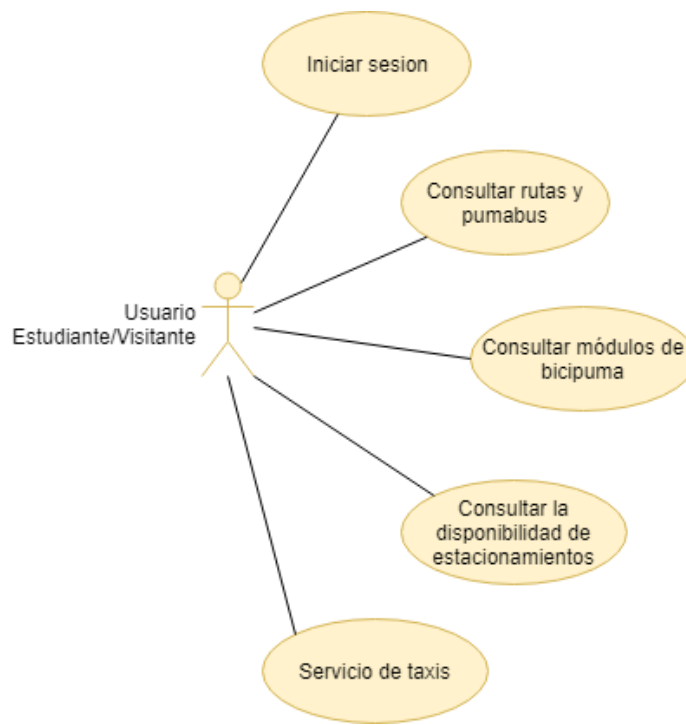 Iniciar sesion
Consultar rutas y
pumabus
Usuario
Estudiante/Visitante
Consultar módulos de
bicipuma
Consultar la
disponibilidad de
estacionamientos
Servicio de taxis